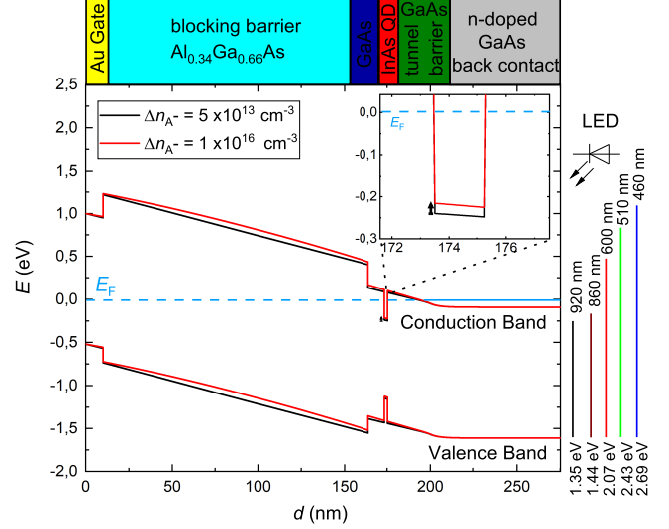 Au Gate
blocking barrier
Al0.34Ga0.66As
GaAs
InAs QD
GaAs
tunnel
barrier
n-doped
GaAs
back contact
2,5
2,0
1,5
1,0
0,5
0,0
-0,5
-1,0
-1,5
-2,0
E (eV)
ΔnA- = 5 x10^13 cm^-3
ΔnA- = 1 x10^16 cm^-3
EF
Conduction Band
Valence Band
0,0
-0,1
-0,2
-0,3
EF
172
174
176
0
50
100
150
200
250
d (nm)
LED
920 nm
860 nm
600 nm
510 nm
460 nm
1.35 eV
1.44 eV
2.07 eV
2.43 eV
2.69 eV